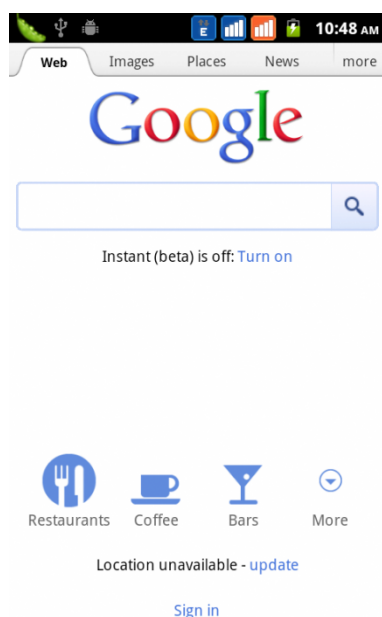 10:48 AM
Web Images Places News more
Google
Instant (beta) is off: Turn on
Restaurants Coffee Bars More
Location unavailable - update
Sign in